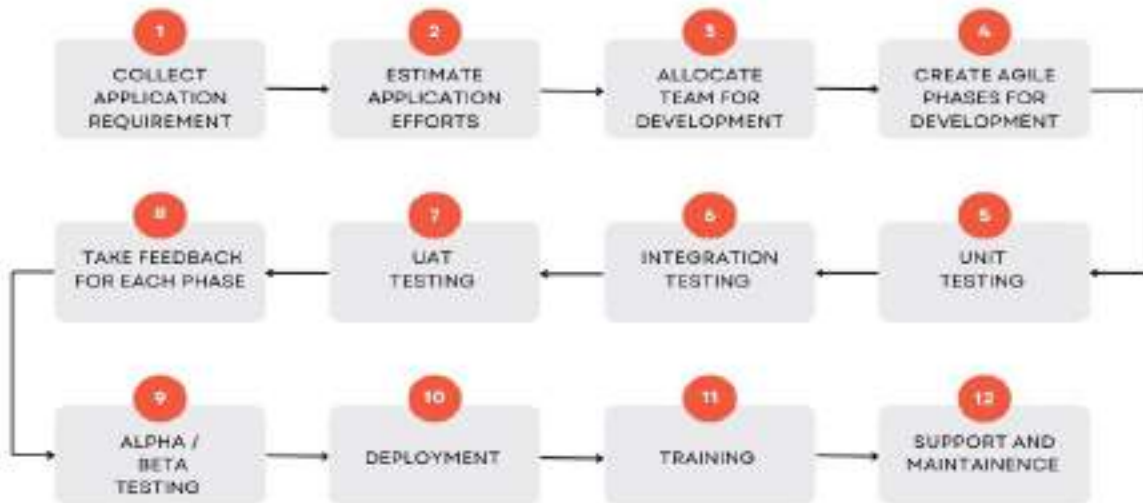 1
COLLECT
APPLICATION
REQUIREMENT
2
ESTIMATE
APPLICATION
EFFORTS
3
ALLOCATE
TEAM FOR
DEVELOPMENT
4
CREATE AGILE
PHASES FOR
DEVELOPMENT
5
UNIT
TESTING
6
INTEGRATION
TESTING
7
UAT
TESTING
8
TAKE FEEDBACK
FOR EACH PHASE
9
ALPHA /
BETA
TESTING
10
DEPLOYMENT
11
TRAINING
12
SUPPORT AND
MAINTAINENCE